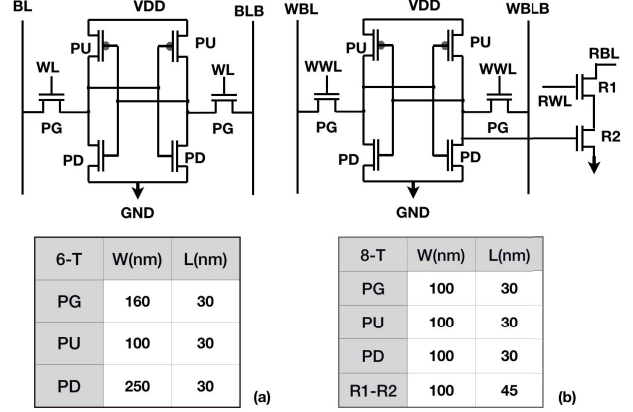 BL VDD BLB
PU PU
WL WL
PG PG
PD PD
GND
6-T W(nm) L(nm)
PG 160 30
PU 100 30
PD 250 30
(a)
WBL VDD WBLB
PU PU
WWL WWL
RBL
R1
RWL
PG PG
R2
PD PD
GND
8-T W(nm) L(nm)
PG 100 30
PU 100 30
PD 100 30
R1-R2 100 45
(b)